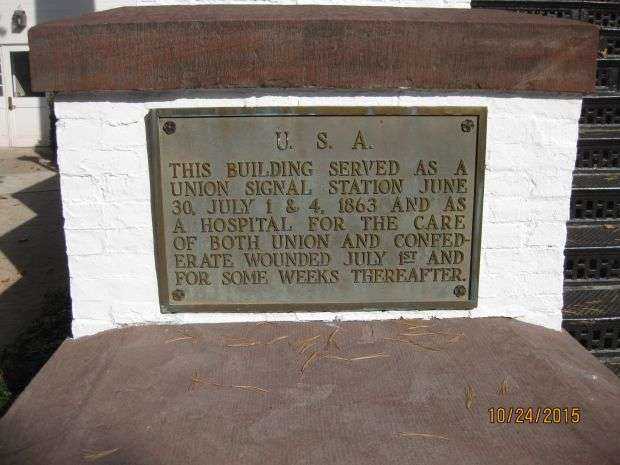 U. S. A.
THIS BUILDING SERVED AS A
UNION SIGNAL STATION JUNE
30, JULY 1 & 4, 1863 AND AS
A HOSPITAL FOR THE CARE
OF BOTH UNION AND CONFED-
ERATE WOUNDED JULY 1ST AND
FOR SOME WEEKS THEREAFTER.
10/24/2015